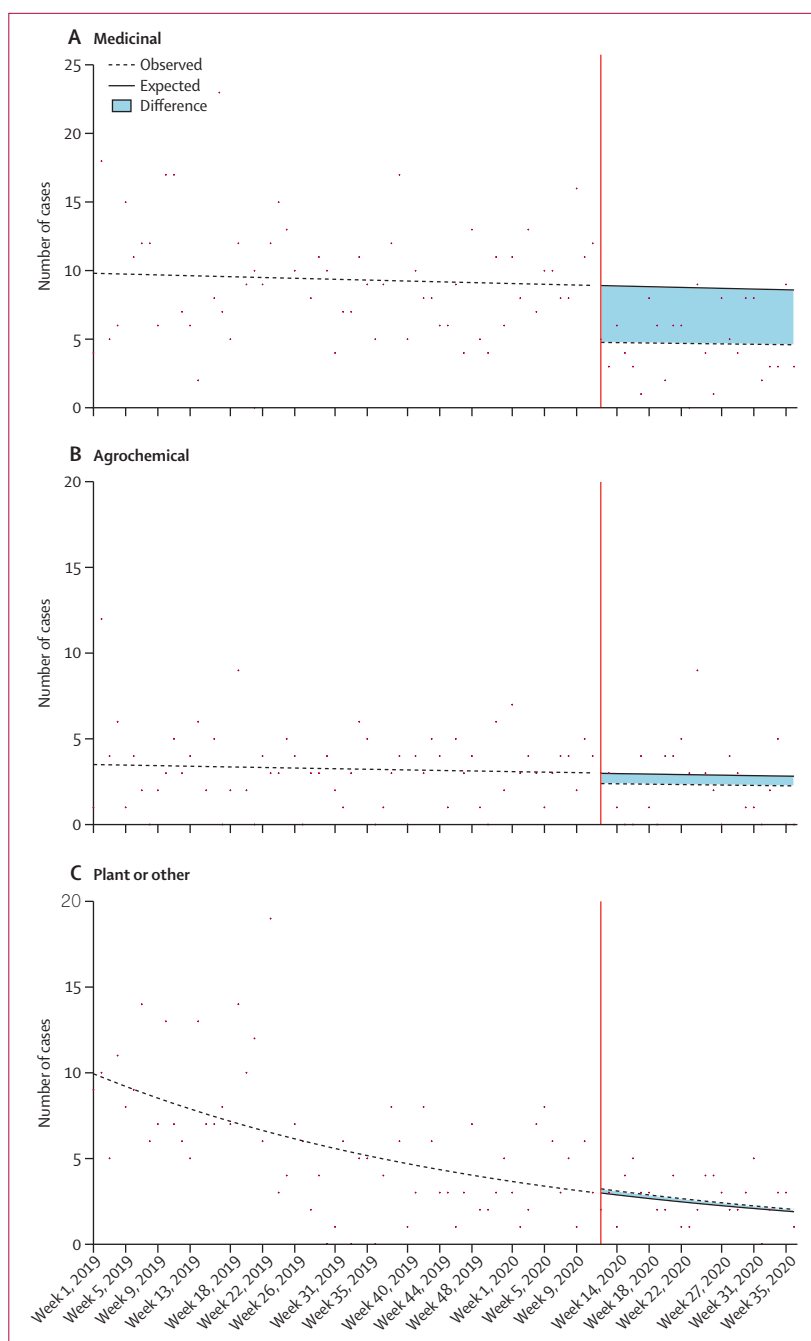 A Medicinal
Observed
Expected
Difference
25
20
15
10
5
0
Number of cases
B Agrochemical
20
15
10
5
0
Number of cases
C Plant or other
20
15
10
5
0
Number of cases
Week 1, 2019
Week 5, 2019
Week 9, 2019
Week 13, 2019
Week 18, 2019
Week 22, 2019
Week 26, 2019
Week 31, 2019
Week 35, 2019
Week 40, 2019
Week 44, 2019
Week 48, 2019
Week 1, 2020
Week 5, 2020
Week 9, 2020
Week 14, 2020
Week 18, 2020
Week 22, 2020
Week 27, 2020
Week 31, 2020
Week 35, 2020